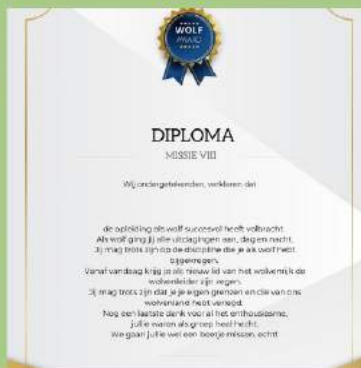 WOLF
AWARD
DIPLOMA
MISSIE VIII
Wij ondergetekenden, verklaren dat
de opleiding als wolf succesvol heeft volbracht.
Als wolf ging jij alle uitdagingen aan, dag en nacht.
Jij mag trots zijn op de discipline die je als wolf hebt
bijgekregen.
Vanaf vandaag krijg je als nieuw lid van het wolvenrijk de
wolvenleider zijn zegen.
Jij mag trots zijn dat je je eigen grenzen en die van ons
wolvenland hebt verlegd.
Nog een laatste dank voor al het enthousiasme,
jullie waren als groep heel hecht.
We gaan jullie wel een beetje missen, echt!